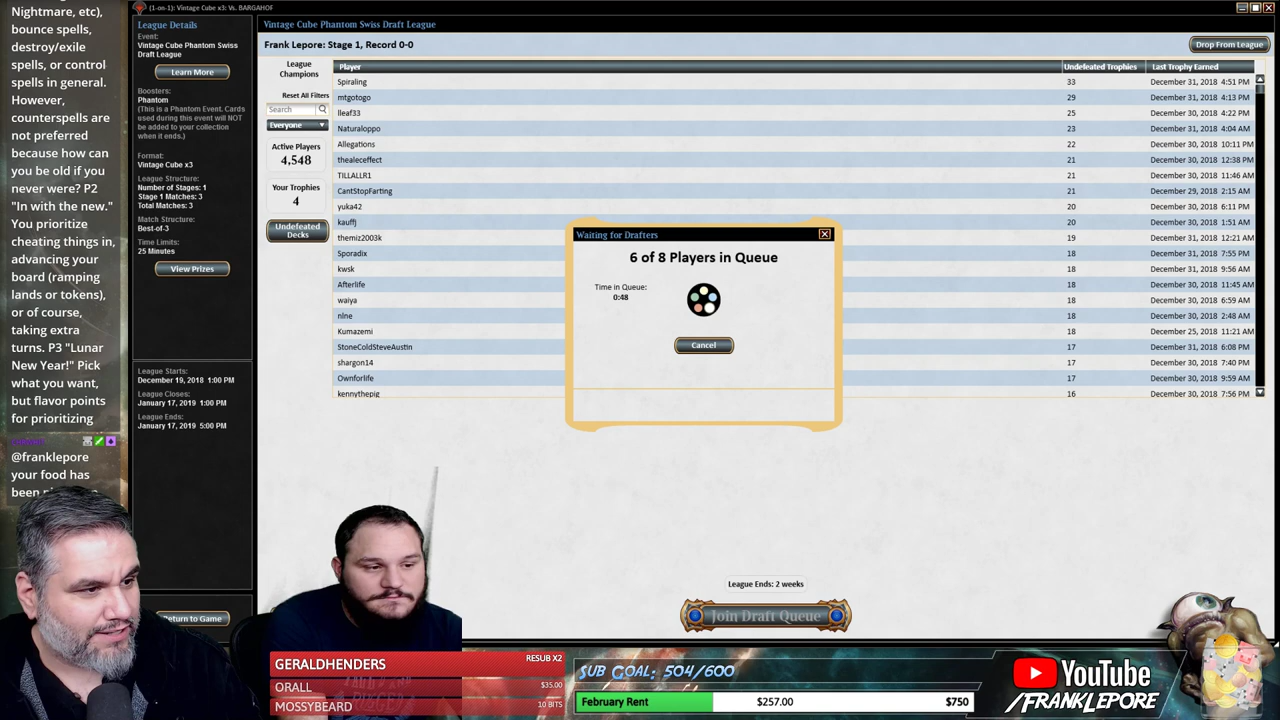 (1-on-1): Vintage Cube x3: Vs. BARGAHOF
Nightmare, etc),
bounce spells,
destroy/exile
spells, or control
spells in general.
However,
counterspells are
not preferred
because how can
you be old if you
never were? P2
"In with the new."
You prioritize
cheating things in,
advancing your
board (ramping
lands or tokens),
or of course,
taking extra
turns. P3 "Lunar
New Year!" Pick
what you want,
but flavor points
for prioritizing
@franklepore
your food has
been
League Details
Event:
Vintage Cube Phantom Swiss
Draft League
Learn More
Boosters:
Phantom
(This is a Phantom Event. Cards
used during this event will NOT
be added to your collection
when it ends.)
Format:
Vintage Cube x3
League Structure:
Number of Stages: 1
Stage 1 Matches: 3
Total Matches: 3
Match Structure:
Best-of-3
Time Limits:
25 Minutes
View Prizes
League Starts:
December 19, 2018 1:00 PM
League Closes:
January 17, 2019 1:00 PM
League Ends:
January 17, 2019 5:00 PM
Return to Game
Vintage Cube Phantom Swiss Draft League
Frank Lepore: Stage 1, Record 0-0
Drop From League
League
Champions
Reset All Filters
Search
Everyone
Active Players
4,548
Your Trophies
4
Undefeated
Decks
Player Undefeated Trophies Last Trophy Earned
Spiraling 33 December 31, 2018 4:51 PM
mtgotogo 29 December 31, 2018 4:13 PM
lleaf33 25 December 30, 2018 4:22 PM
Naturaloppo 23 December 31, 2018 4:04 AM
Allegations 22 December 30, 2018 10:11 PM
thealeceffect 21 December 30, 2018 12:38 PM
TILLALLR1 21 December 30, 2018 11:46 AM
CantStopFarting 21 December 29, 2018 2:15 AM
yuka42 20 December 30, 2018 6:11 PM
kauffj 20 December 30, 2018 1:51 AM
themiz2003k 19 December 31, 2018 12:21 AM
Sporadix 18 December 31, 2018 7:55 PM
kwsk 18 December 31, 2018 9:56 AM
Afterlife 18 December 30, 2018 11:45 AM
waiya 18 December 30, 2018 6:59 AM
nlne 18 December 30, 2018 2:48 AM
Kumazemi 18 December 25, 2018 11:21 AM
StoneColdSteveAustin 17 December 31, 2018 6:08 PM
shargon14 17 December 30, 2018 7:40 PM
Ownforlife 17 December 30, 2018 9:59 AM
kennythepig 16 December 30, 2018 7:56 PM
Waiting for Drafters
6 of 8 Players in Queue
Time in Queue:
0:48
Cancel
League Ends: 2 weeks
Join Draft Queue
GERALDHENDERS RESUB X2
ORALL $35.00
MOSSYBEARD 10 BITS
SUB GOAL: 504/600
February Rent $257.00 $750
YouTube
/FRANKLEPORE